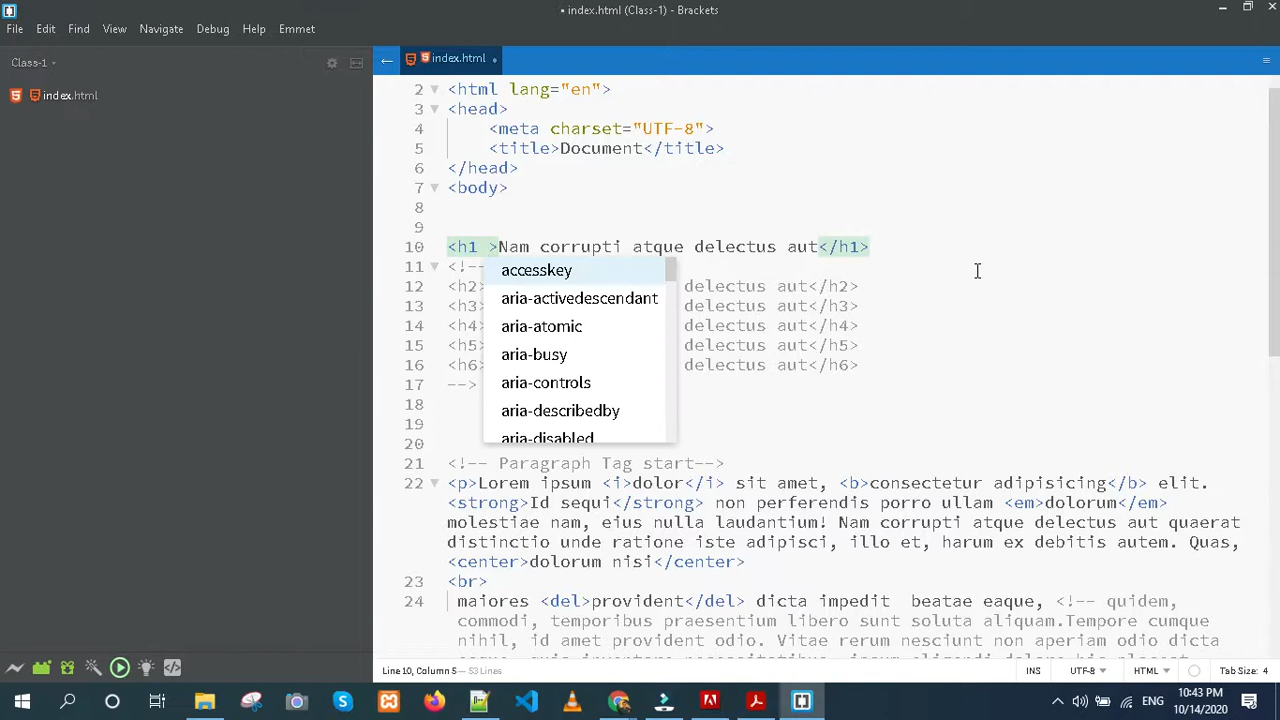 • index.html (Class-1) - Brackets
File Edit Find View Navigate Debug Help Emmet
Class-1
index.html •
index.html
2 <html lang="en">
3 <head>
4 <meta charset="UTF-8">
5 <title>Document</title>
6 </head>
7 <body>
8
9
10 <h1 >Nam corrupti atque delectus aut</h1>
11 <!--
12 <h2> delectus aut</h2>
13 <h3> delectus aut</h3>
14 <h4> delectus aut</h4>
15 <h5> delectus aut</h5>
16 <h6> delectus aut</h6>
17 -->
18
19
20
accesskey
aria-activedescendant
aria-atomic
aria-busy
aria-controls
aria-describedby
aria-disabled
21 <!-- Paragraph Tag start-->
22 <p>Lorem ipsum <i>dolor</i> sit amet, <b>consectetur adipisicing</b> elit.
<strong>Id sequi</strong> non perferendis porro ullam <em>dolorum</em>
molestiae nam, eius nulla laudantium! Nam corrupti atque delectus aut quaerat
distinctio unde ratione iste adipisci, illo et, harum ex debitis autem. Quas,
<center>dolorum nisi</center>
23 <br>
24 maiores <del>provident</del> dicta impedit  beatae eaque, <!-- quidem,
commodi, temporibus praesentium libero sunt soluta aliquam.Tempore cumque
nihil, id amet provident odio. Vitae rerum nesciunt non aperiam odio dicta
Line 10, Column 5 — 53 Lines
INS UTF-8 HTML Tab Size: 4
ENG
10:43 PM
10/14/2020